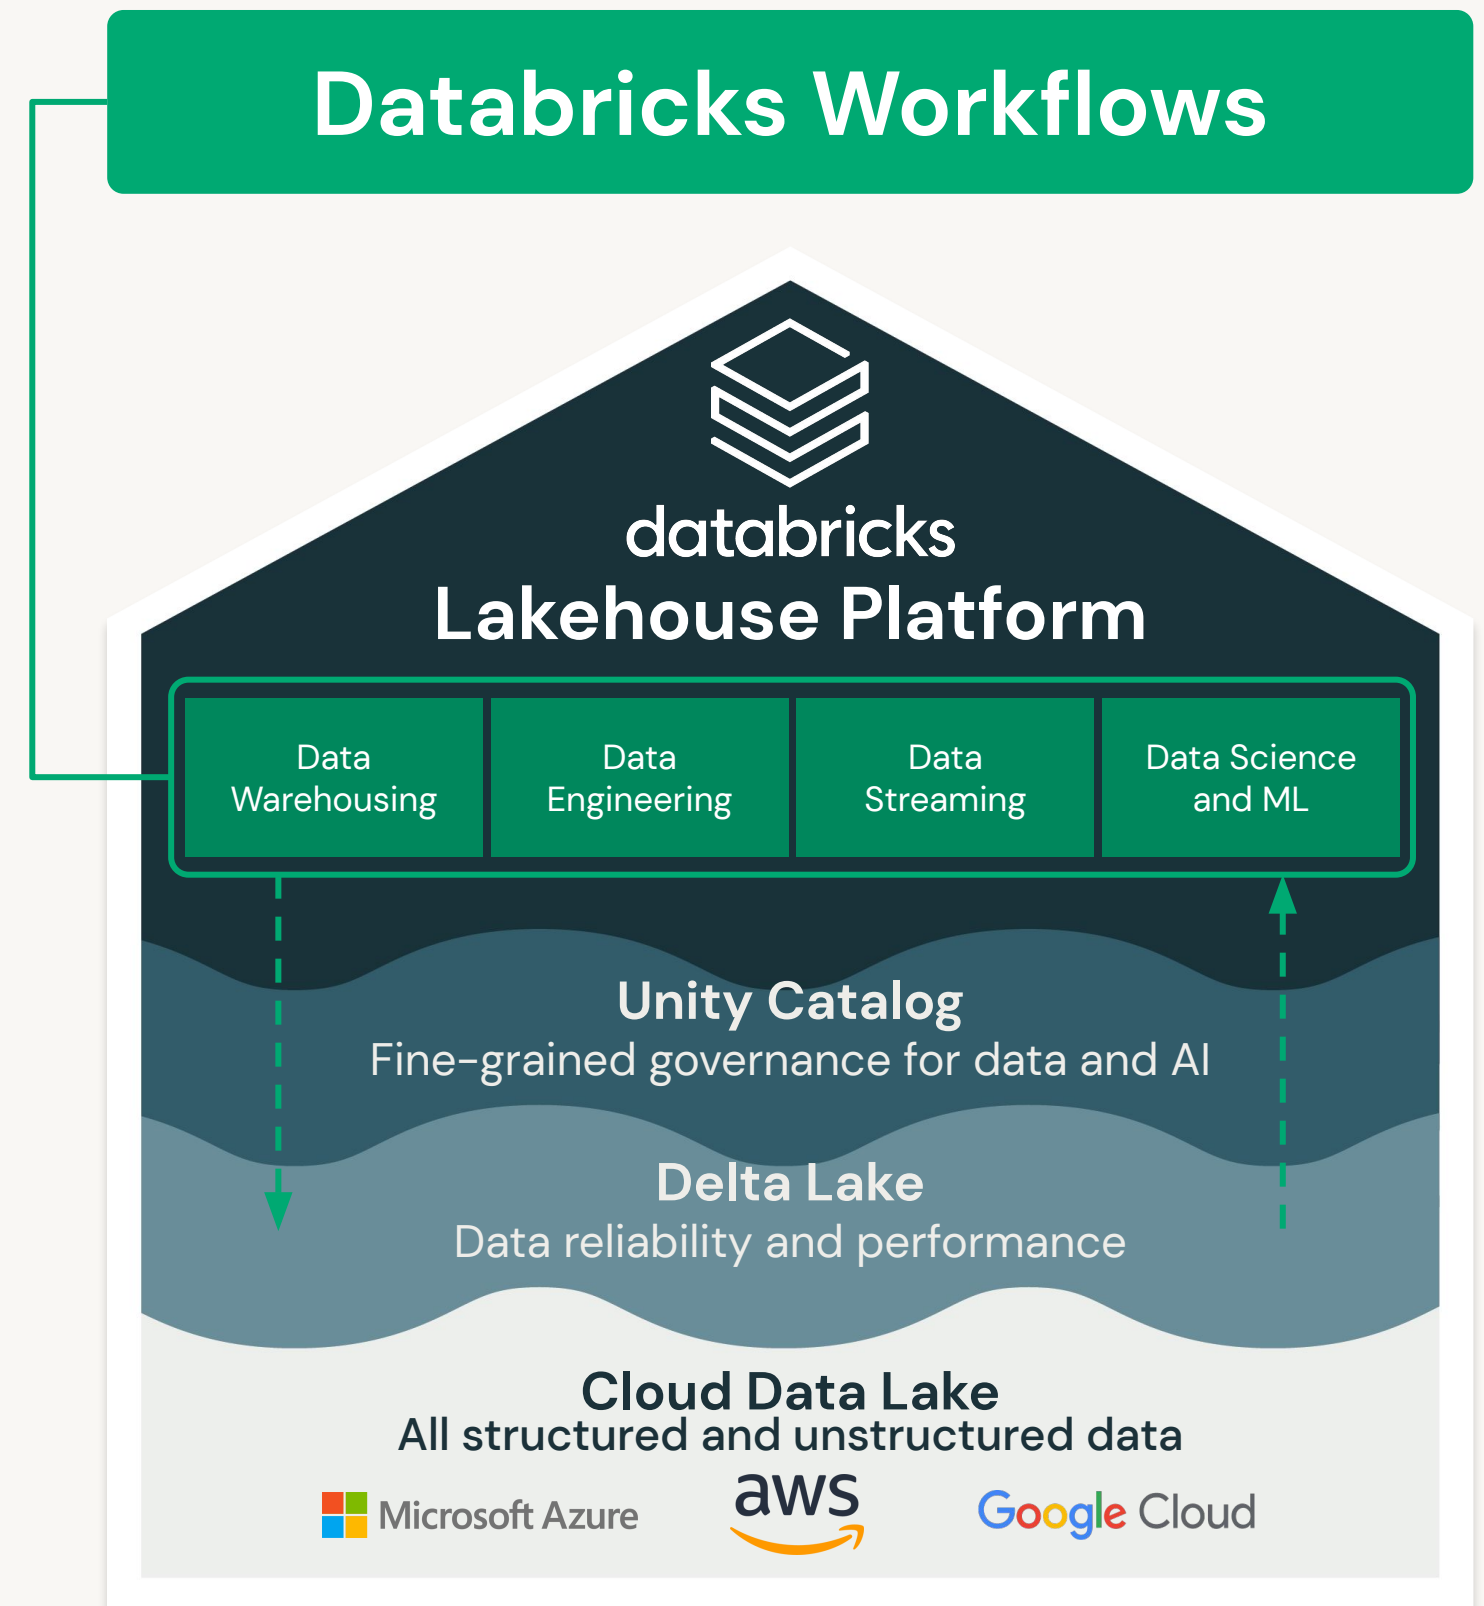 Databricks Workflows
databricks
Lakehouse Platform
Data
Warehousing
Data
Engineering
Data
Streaming
Data Science
and ML
Unity Catalog
Fine-grained governance for data and AI
Delta Lake
Data reliability and performance
Cloud Data Lake
All structured and unstructured data
Microsoft Azure
aws
Google Cloud